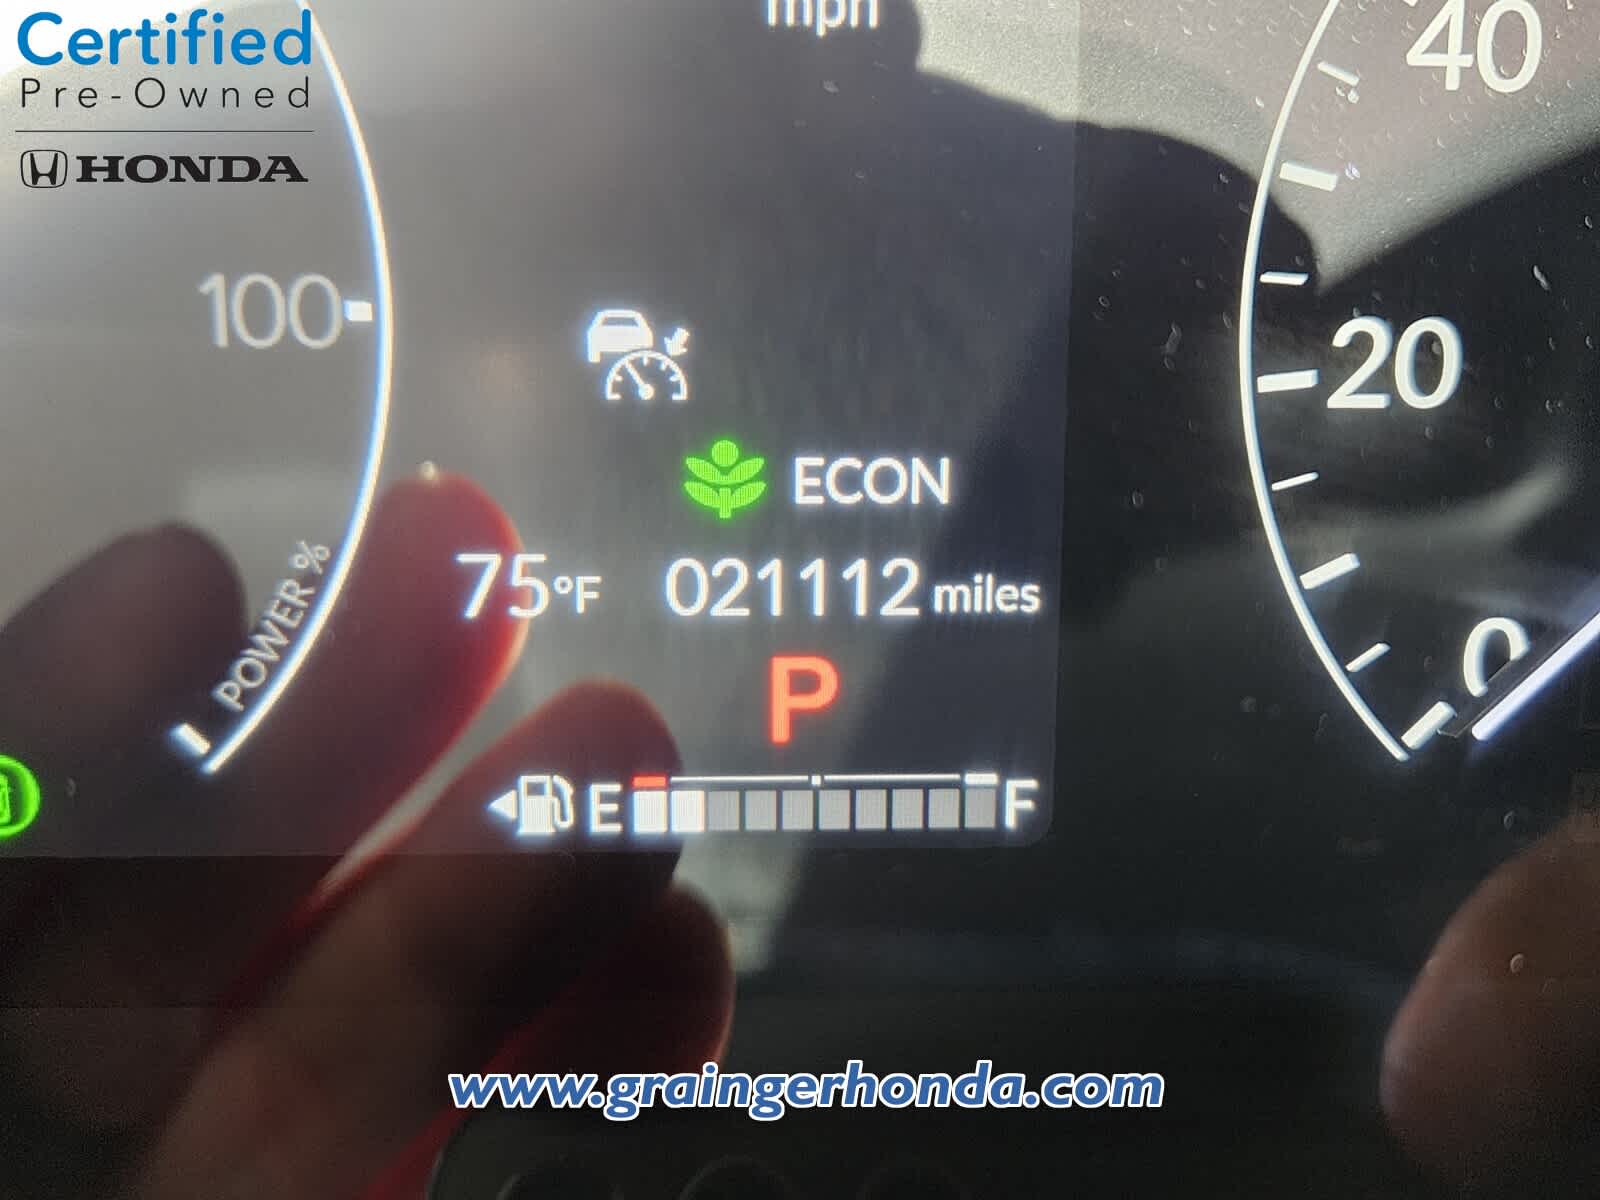 Certified
Pre-Owned
HONDA
mph
40
100
20
ECON
75°F 021112 miles
POWER %
0
P
E F
www.graingerhonda.com